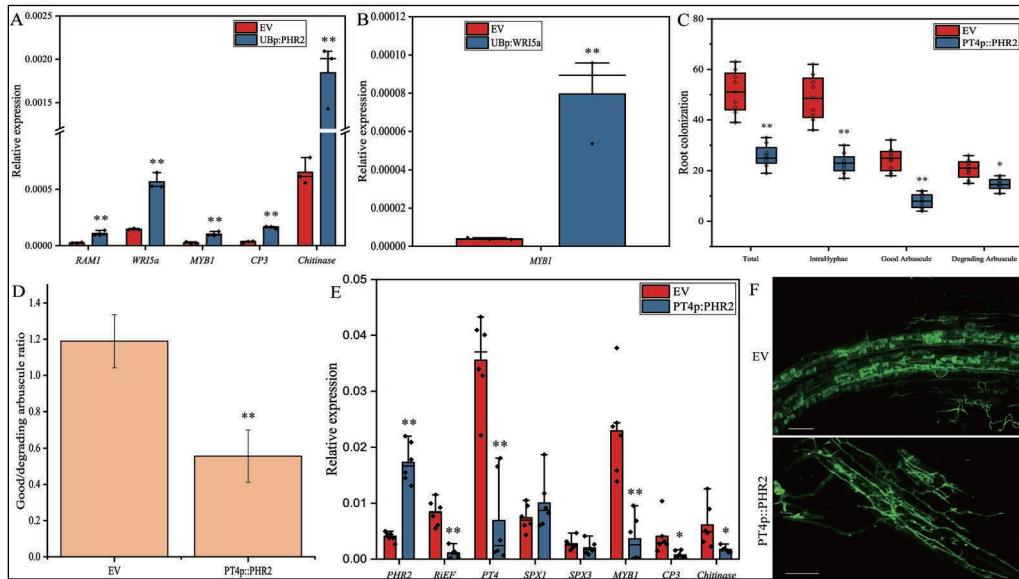 A
EV
UBp:PHR2
Relative expression
0.0025
0.0020
0.0015
0.0005
0.0000
**
**
**
**
**
RAM1 WRI5a MYB1 CP3 Chitinase
B
EV
UBp:WRI5a
Relative expression
0.00012
0.00010
0.00008
0.00006
0.00004
0.00002
0.00000
**
MYB1
C
EV
PT4p::PHR2
Root colonization
60
40
20
0
**
**
**
*
Total IntraHyphae Good Arbuscule Degrading Arbuscule
D
Good/degrading arbuscule ratio
1.4
1.2
1.0
0.8
0.6
0.4
0.2
0.0
**
EV PT4p::PHR2
E
EV
PT4p::PHR2
Relative expression
0.05
0.04
0.03
0.02
0.01
0.00
**
**
**
**
*
*
PHR2 RiEF PT4 SPX1 SPX3 MYB1 CP3 Chitinase
F
EV
PT4p::PHR2